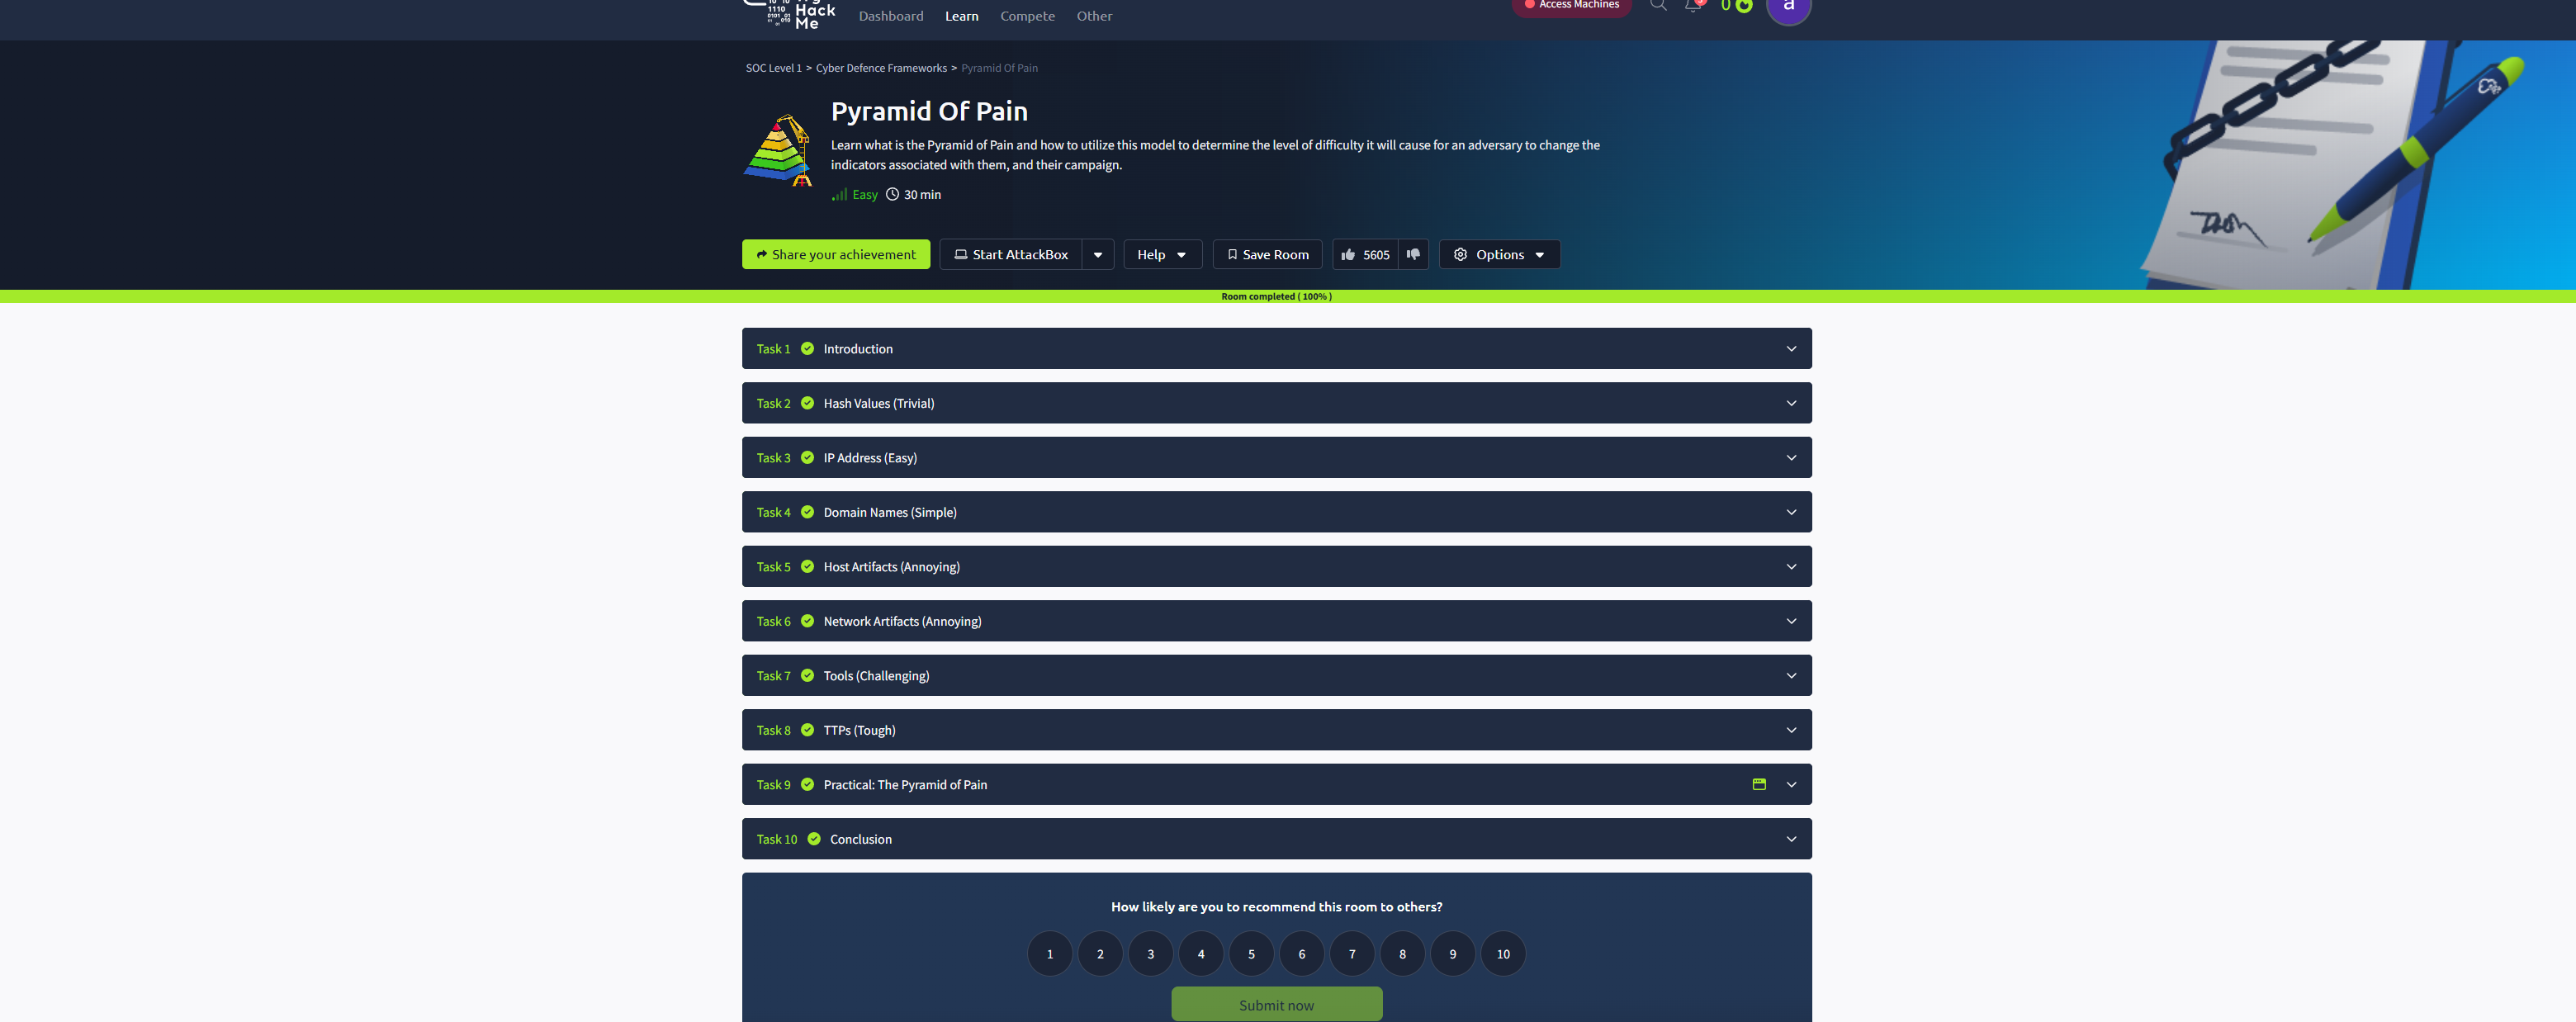 Hack
Me
1110
Dashboard Learn Compete Other
Access Machines
0
a
SOC Level 1 > Cyber Defence Frameworks > Pyramid Of Pain
Pyramid Of Pain
Learn what is the Pyramid of Pain and how to utilize this model to determine the level of difficulty it will cause for an adversary to change the
indicators associated with them, and their campaign.
Easy 30 min
Share your achievement Start AttackBox Help Save Room 5605 Options
Room completed ( 100% )
Task 1 Introduction
Task 2 Hash Values (Trivial)
Task 3 IP Address (Easy)
Task 4 Domain Names (Simple)
Task 5 Host Artifacts (Annoying)
Task 6 Network Artifacts (Annoying)
Task 7 Tools (Challenging)
Task 8 TTPs (Tough)
Task 9 Practical: The Pyramid of Pain
Task 10 Conclusion
How likely are you to recommend this room to others?
1 2 3 4 5 6 7 8 9 10
Submit now